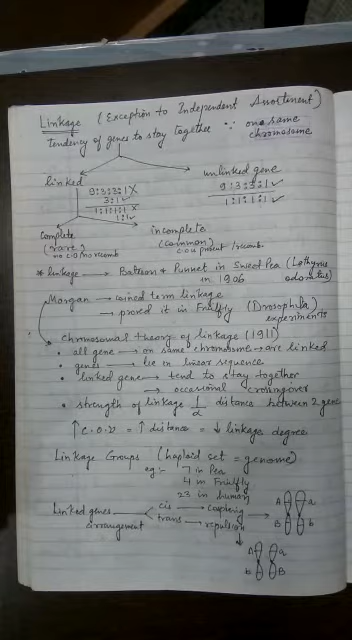 Linkage (Exception to Independent Assortment)
tendency of genes to stay together ∵ on same chromosome
linked
unlinked gene
9:3:3:1 X
3:1 ✓
1:1:1:1 X
1:1 ✓
9:3:3:1 ✓
1:1:1:1 ✓
complete
(rare)
no c·o/no recomb
incomplete
(common)
c·o·v present/recomb.
* linkage → Bateson & Punnet in Sweet Pea (Lathyrus odoratus)
in 1906
Morgan → coined term linkage
→ proved it in Fruitfly (Drosophila) experiments
chromosomal theory of linkage (1911)
• all gene → on same chromosome → are linked
• genes → lie in linear sequence
• linked gene → tend to stay together
→ occasional crossingover
• strength of linkage 1/α distance between 2 gene
↑ C.O.V = ↑ distance = ↓ linkage degree
Linkage Groups (haploid set = genome)
eg:- 7 in Pea
4 in Fruitfly
23 in human
Linked genes arrangement
cis → coupling →
trans → repulsion
A a
B b
A a
b B